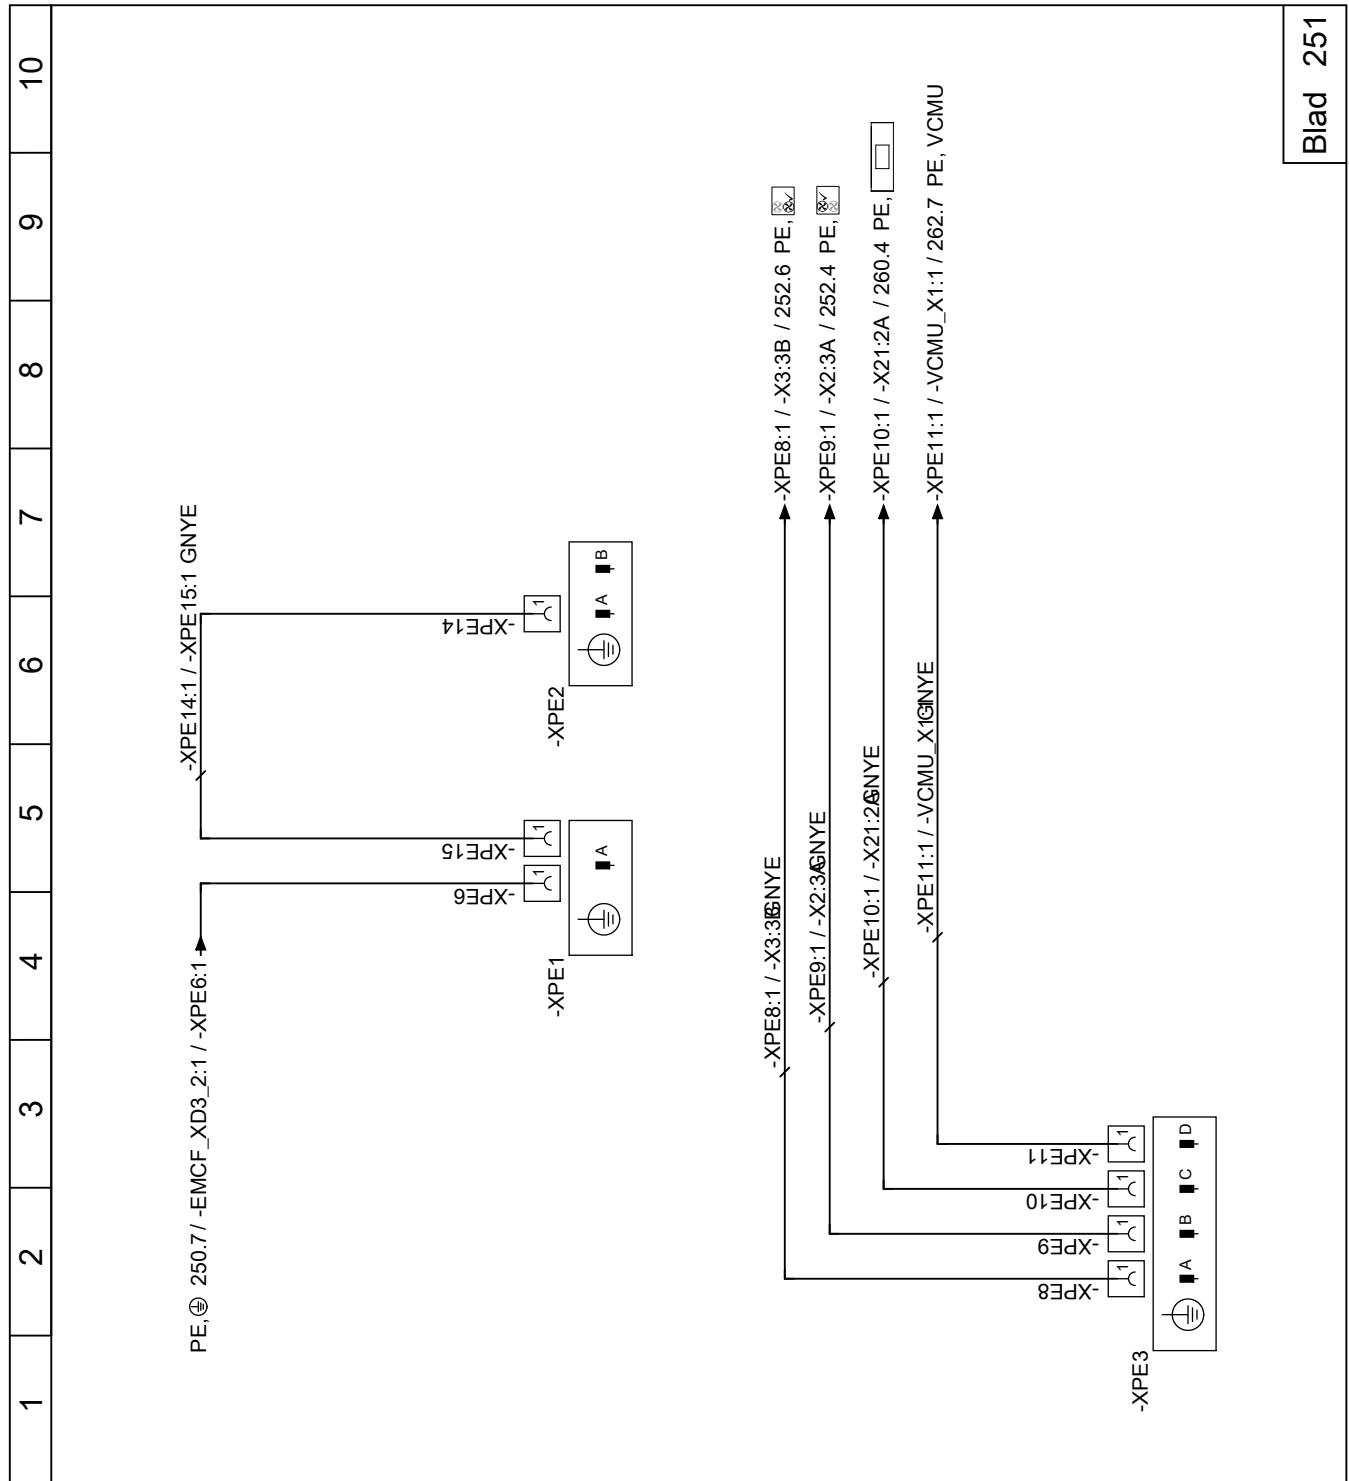 1
2
3
4
5
6
7
8
9
10
PE, 250.7 / -EMCF_XD3_2:1 / -XPE6:1
-XPE14:1 / -XPE15:1 GNYE
-XPE6
-XPE15
-XPE14
1
1
1
-XPE1
A
-XPE2
A
B
-XPE8:1 / -X3:3B GNYE
-XPE8:1 / -X3:3B / 252.6 PE,
-XPE9:1 / -X2:3A GNYE
-XPE9:1 / -X2:3A / 252.4 PE,
-XPE10:1 / -X21:2A GNYE
-XPE10:1 / -X21:2A / 260.4 PE,
-XPE11:1 / -VCMU_X1:1 GNYE
-XPE11:1 / -VCMU_X1:1 / 262.7 PE, VCMU
-XPE8
-XPE9
-XPE10
-XPE11
1
1
1
1
-XPE3
A
B
C
D
Blad 251